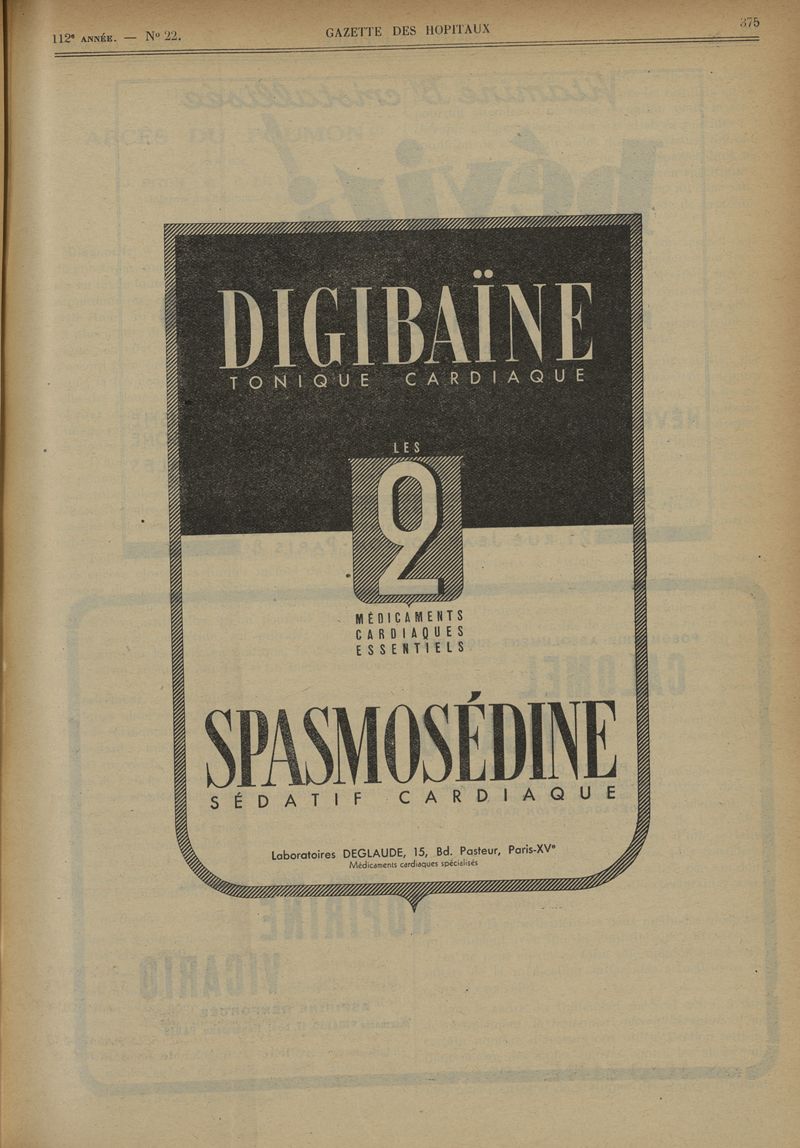 112e ANNÉE. — No 22.
GAZETTE DES HOPITAUX
375
DIGIBAÏNE
TONIQUE CARDIAQUE
LES
2
MÉDICAMENTS
CARDIAQUES
ESSENTIELS
SPASMOSÉDINE
SÉDATIF CARDIAQUE
Laboratoires DEGLAUDE, 15, Bd. Pasteur, Paris-XVe
Médicaments cardiaques spécialisés